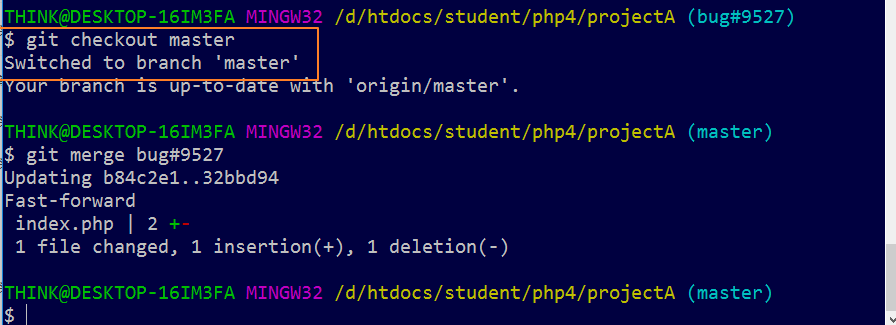 THINK@DESKTOP-16IM3FA MINGW32 /d/htdocs/student/php4/projectA (bug#9527)
$ git checkout master
Switched to branch 'master'
Your branch is up-to-date with 'origin/master'.
THINK@DESKTOP-16IM3FA MINGW32 /d/htdocs/student/php4/projectA (master)
$ git merge bug#9527
Updating b84c2e1..32bbd94
Fast-forward
index.php | 2 +-
1 file changed, 1 insertion(+), 1 deletion(-)
THINK@DESKTOP-16IM3FA MINGW32 /d/htdocs/student/php4/projectA (master)
$